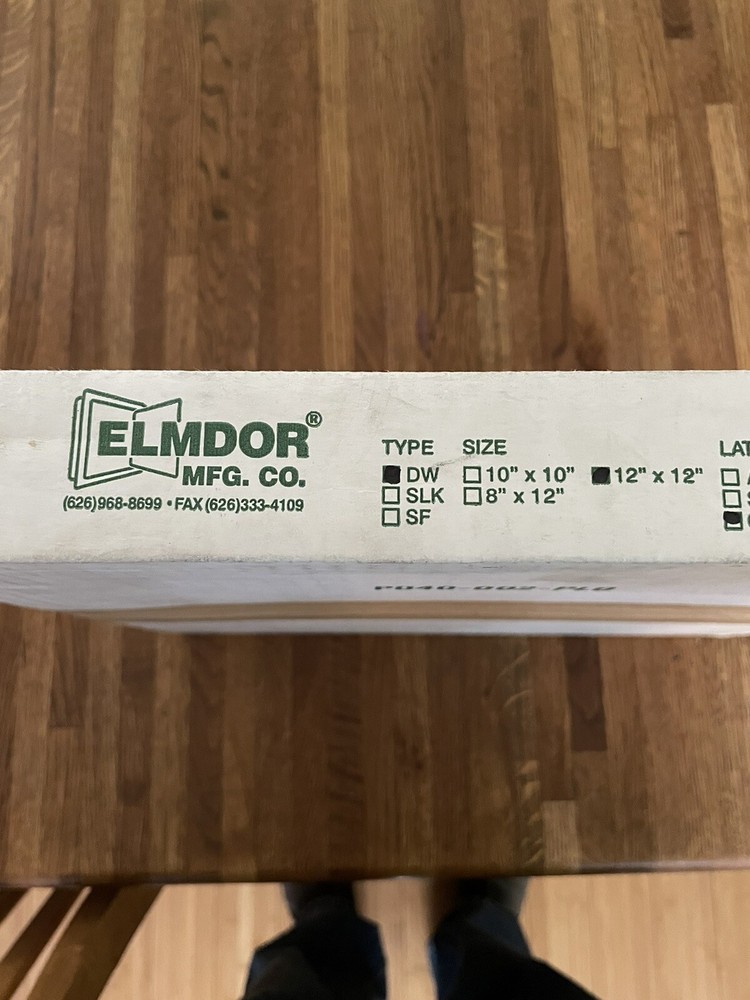 ELMDOR®
MFG. CO.
(626)968-8699 • FAX (626)333-4109
TYPE SIZE
DW 10" x 10" 12" x 12"
SLK 8" x 12"
SF